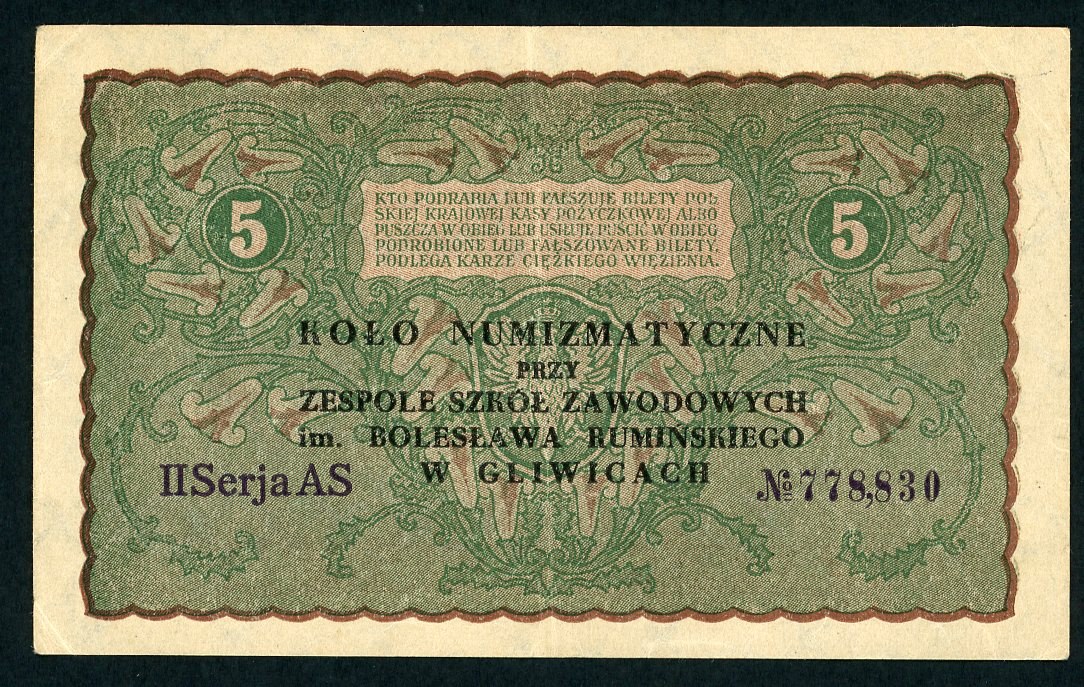 KTO PODRABIA LUB FAŁSZUJE BILETY POL
SKIEJ KRAJOWEJ KASY POŻYCZKOWEJ ALBO
PUSZCZA W OBIEG LUB USIŁUJE PUŚCIĆ W OBIEG
PODROBIONE LUB FAŁSZOWANE BILETY,
PODLEGA KARZE CIĘŻKIEGO WIĘZIENIA.
5
5
KOŁO NUMIZMATYCZNE
PRZY
ZESPOLE SZKÓŁ ZAWODOWYCH
im. BOLESŁAWA RUMIŃSKIEGO
W GLIWICACH
II Serja AS
№ 778,830